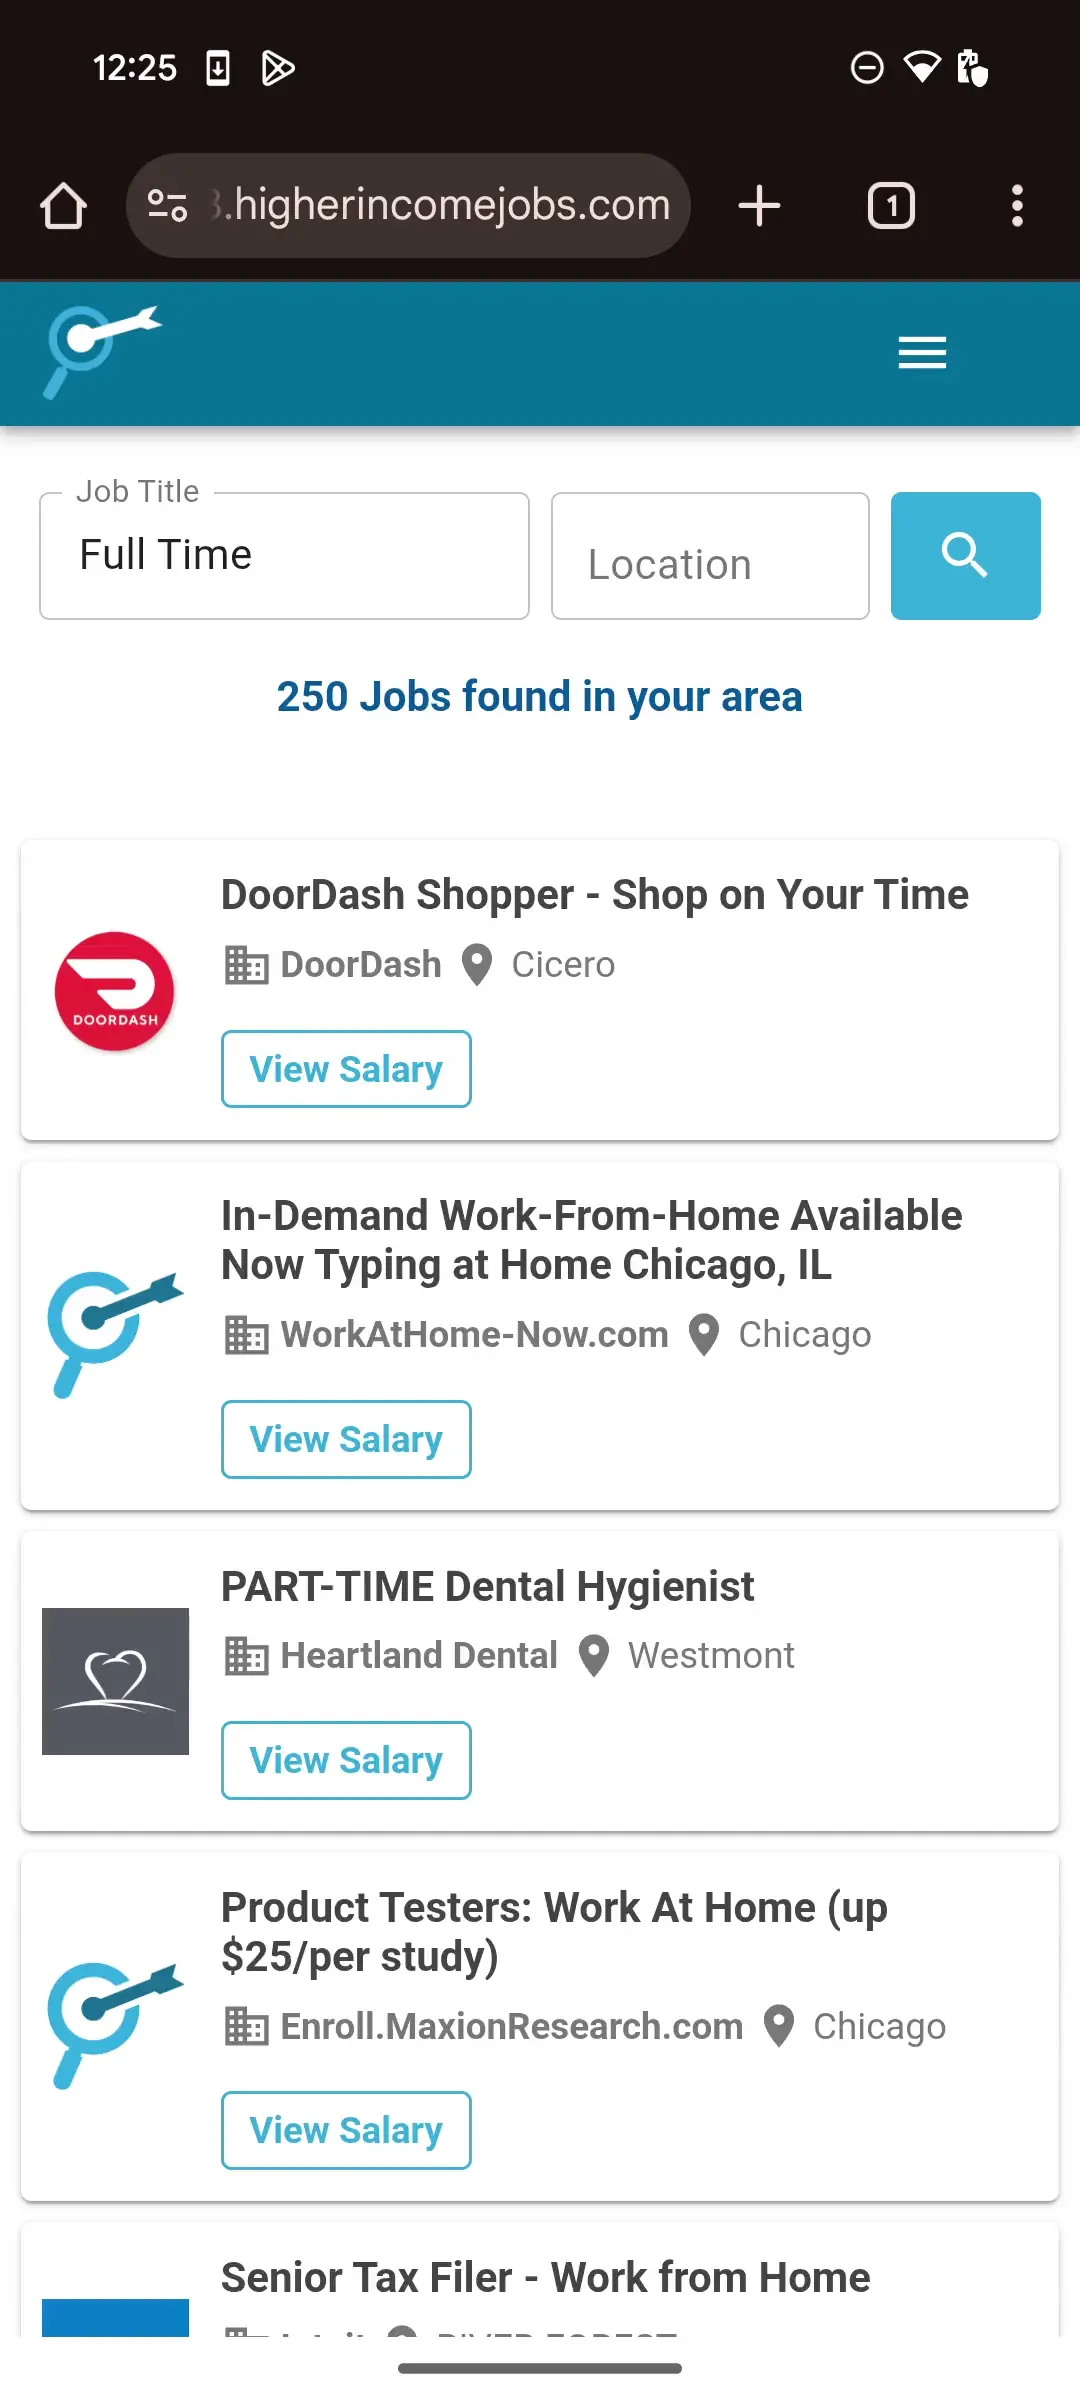 12:25
.higherincomejobs.com
1
Job Title
Full Time
Location
250 Jobs found in your area
DoorDash Shopper - Shop on Your Time
DoorDash Cicero
DOORDASH
View Salary
In-Demand Work-From-Home Available
Now Typing at Home Chicago, IL
WorkAtHome-Now.com Chicago
View Salary
PART-TIME Dental Hygienist
Heartland Dental Westmont
View Salary
Product Testers: Work At Home (up
$25/per study)
Enroll.MaxionResearch.com Chicago
View Salary
Senior Tax Filer - Work from Home